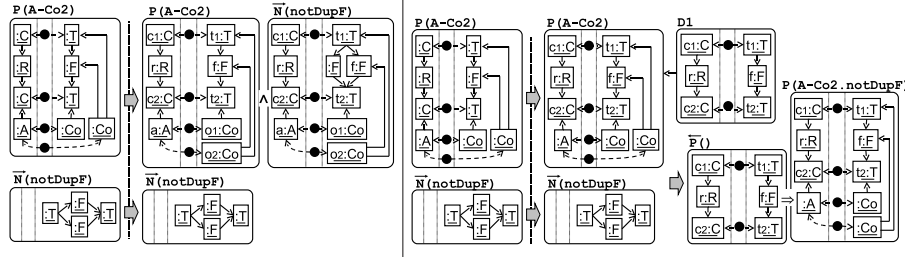 P(A-Co2)
:C
:T
:R
:F
:C
:T
:A
:Co
:Co
N(notDupF)
:T
:F
:F
:T
P(A-Co2)
c1:C
t1:T
r:R
f:F
c2:C
t2:T
a:A
o1:Co
o2:Co
∧
N(notDupF)
c1:C
t1:T
r:R
:F
f:F
c2:C
t2:T
a:A
o1:Co
o2:Co
N(notDupF)
:T
:F
:F
:T
P(A-Co2)
:C
:T
:R
:F
:C
:T
:A
:Co
:Co
N(notDupF)
:T
:F
:F
:T
P(A-Co2)
c1:C
t1:T
r:R
f:F
c2:C
t2:T
:A
:Co
:Co
N(notDupF)
:T
:F
:F
:T
D1
c1:C
t1:T
r:R
f:F
c2:C
t2:T
P()
c1:C
t1:T
r:R
f:F
c2:C
t2:T
P(A-Co2.notDupF)
c1:C
t1:T
r:R
f:F
c2:C
t2:T
:A
:Co
:Co